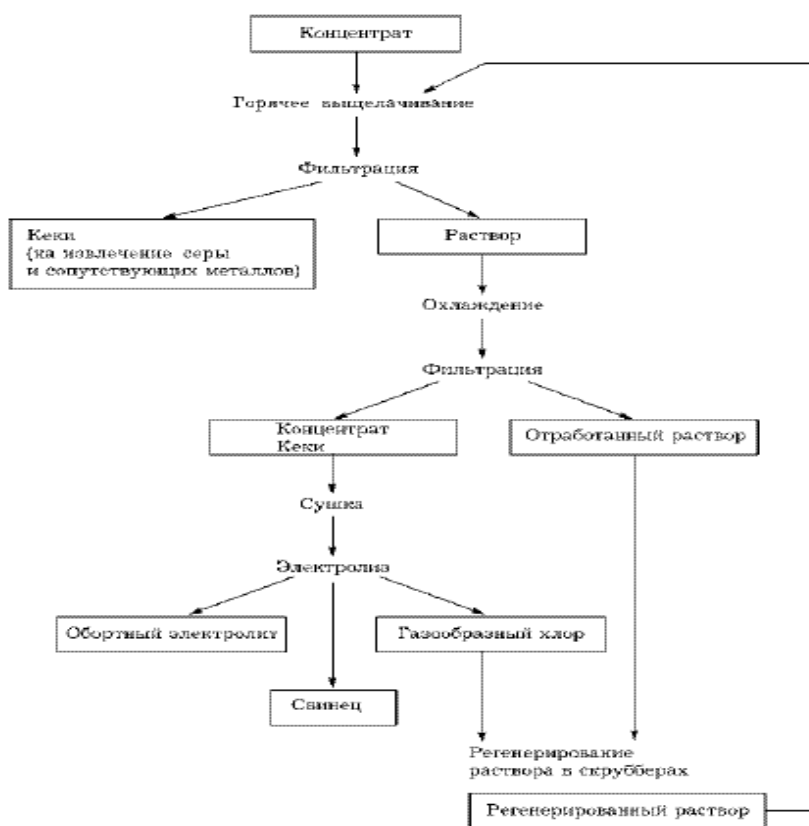 Концентрат
Горячее выщелачивание
Фильтрация
Кеки
(на извлечение серы
и сопутствующих металлов)
Раствор
Охлаждение
Фильтрация
Концентрат
Кеки
Отработанный раствор
Сушка
Электролиз
Обортный электролит
Газообразный хлор
Свинец
Регенерирование
раствора в скрубберах
Регенерированный раствор